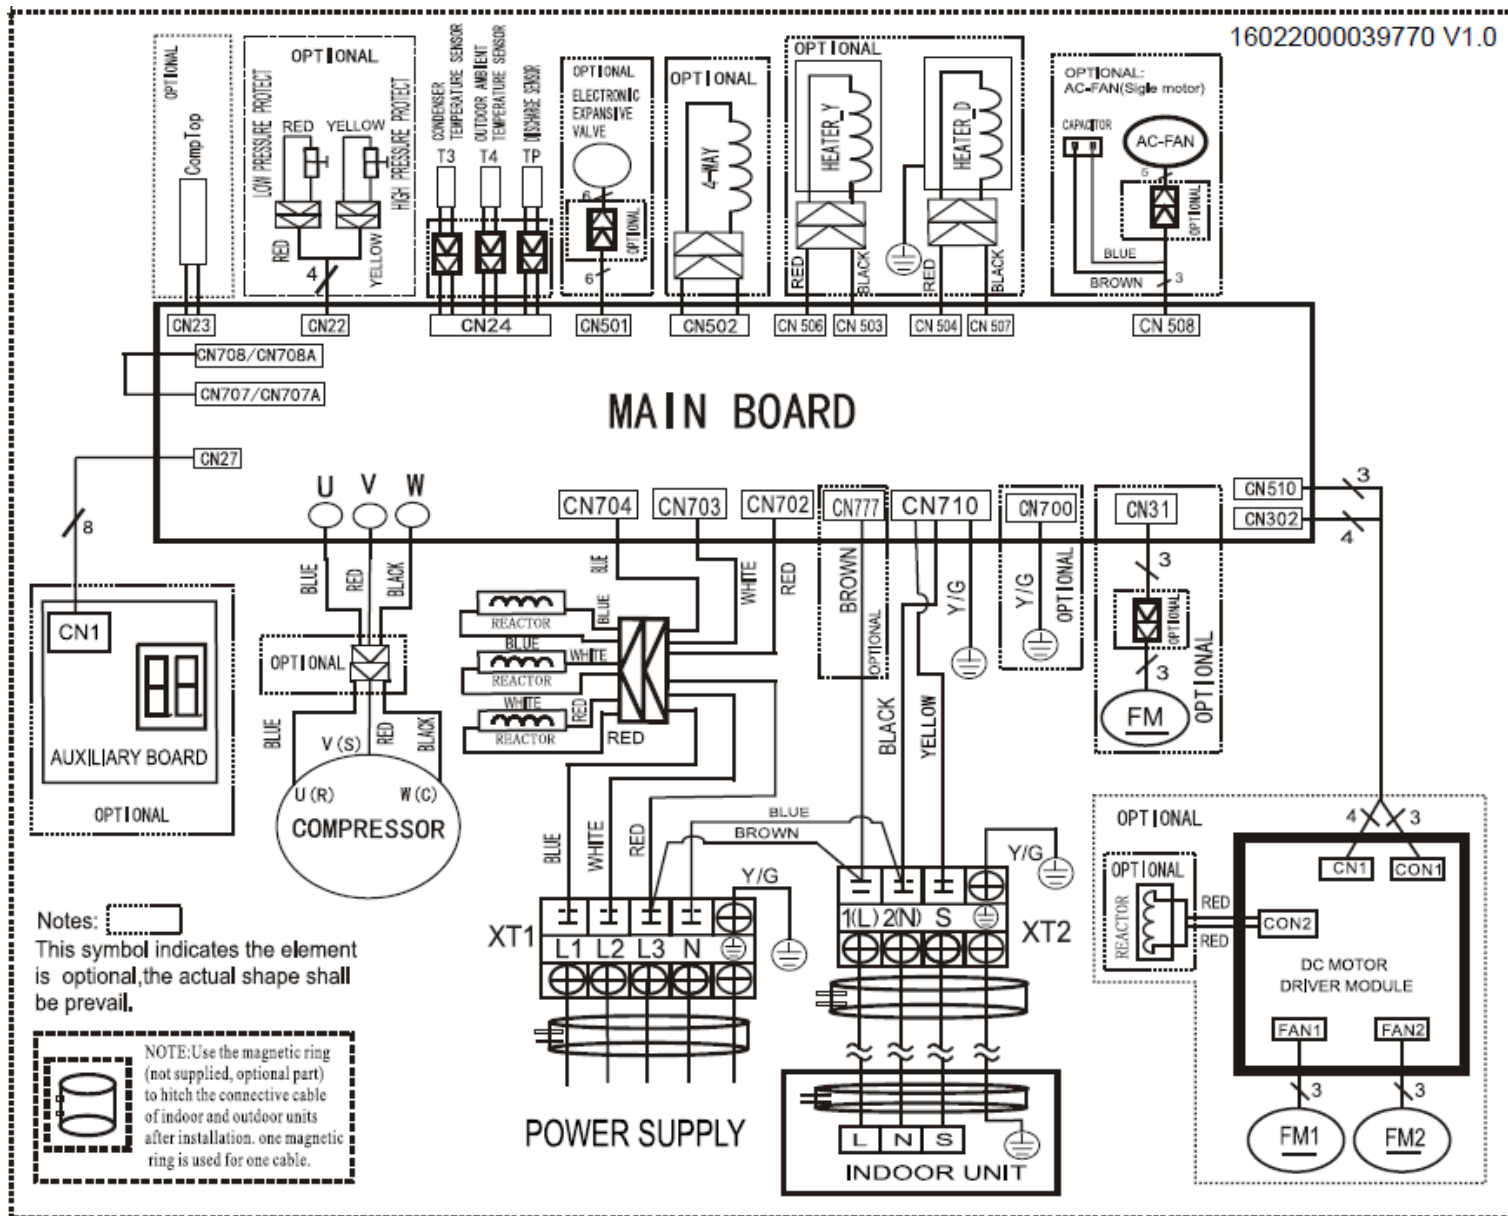 16022000039770 V1.0
OPTIONAL
CompTop
OPTIONAL
LOW PRESSURE PROTECT
RED
YELLOW
HIGH PRESSURE PROTECT
RED
4
YELLOW
CONDENSER
TEMPERATURE SENSOR
T3
OUTDOOR AMBIENT
TEMPERATURE SENSOR
T4
DISCHARGE SENSOR
TP
OPTIONAL
ELECTRONIC
EXPANSIVE
VALVE
6
OPTIONAL
6
OPTIONAL
4-WAY
OPTIONAL
HEATER_Y
HEATER_D
RED
BLACK
RED
BLACK
OPTIONAL:
AC-FAN(Sigle motor)
CAPACITOR
AC-FAN
5
OPTIONAL
BLUE
BROWN
3
CN23
CN22
CN24
CN501
CN502
CN 506
CN 503
CN 504
CN 507
CN 508
CN708/CN708A
CN707/CN707A
MAIN BOARD
CN27
8
U
V
W
CN704
CN703
CN702
CN777
CN710
CN700
CN31
CN510
3
CN302
4
BLUE
RED
BLACK
BLUE
WHITE
RED
BROWN
OPTIONAL
Y/G
Y/G
OPTIONAL
3
OPTIONAL
3
FM
OPTIONAL
CN1
AUXILIARY BOARD
OPTIONAL
OPTIONAL
BLUE
V(S)
RED
BLACK
U(R)
W(C)
COMPRESSOR
REACTOR
BLUE
BLUE
WHITE
REACTOR
WHITE
RED
REACTOR
RED
BLACK
YELLOW
BLUE
WHITE
RED
BLUE
BROWN
Y/G
Y/G
XT1
L1
L2
L3
N
1(L)
2(N)
S
XT2
POWER SUPPLY
L
N
S
INDOOR UNIT
OPTIONAL
4
3
OPTIONAL
REACTOR
RED
RED
CN1
CON1
CON2
DC MOTOR
DRIVER MODULE
FAN1
FAN2
3
3
FM1
FM2
Notes:
This symbol indicates the element
is optional,the actual shape shall
be prevail.
NOTE:Use the magnetic ring
(not supplied, optional part)
to hitch the connective cable
of indoor and outdoor units
after installation. one magnetic
ring is used for one cable.